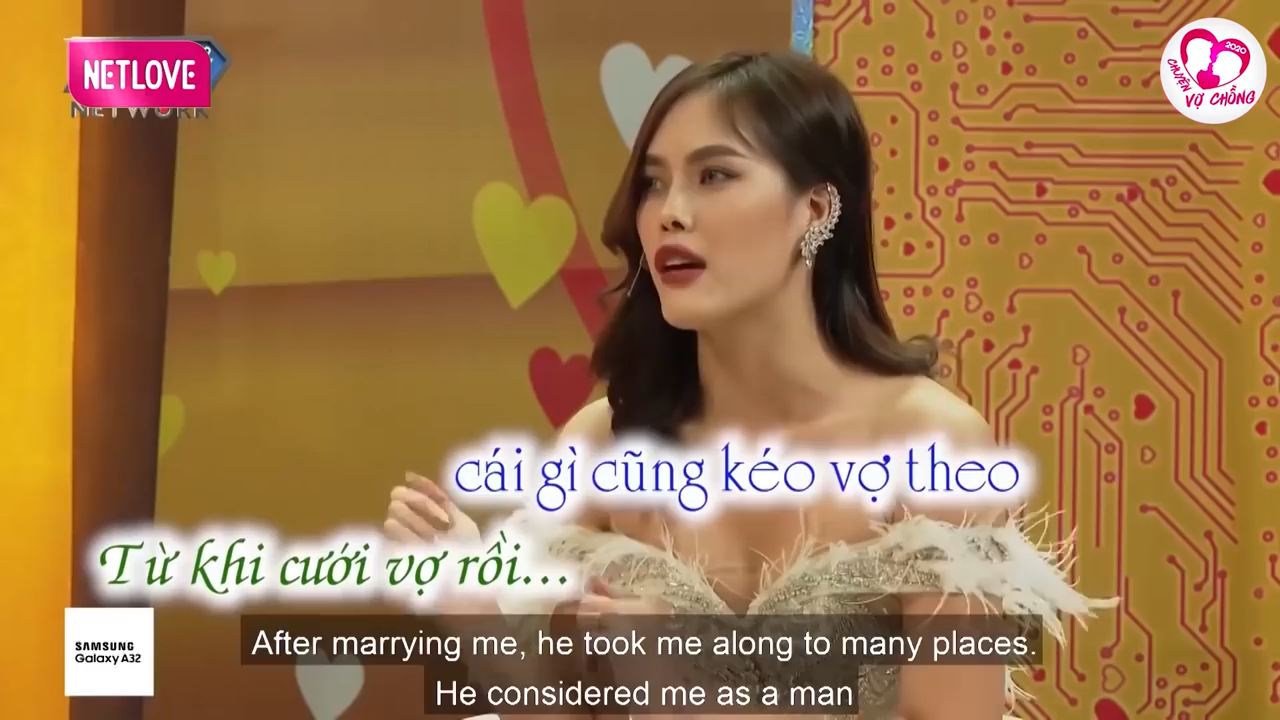 NETLOVE
NETWORK
2020
CHUYỆN
VỢ CHỒNG
cái gì cũng kéo vợ theo
Từ khi cưới vợ rồi...
SAMSUNG
Galaxy A32
After marrying me, he took me along to many places.
He considered me as a man